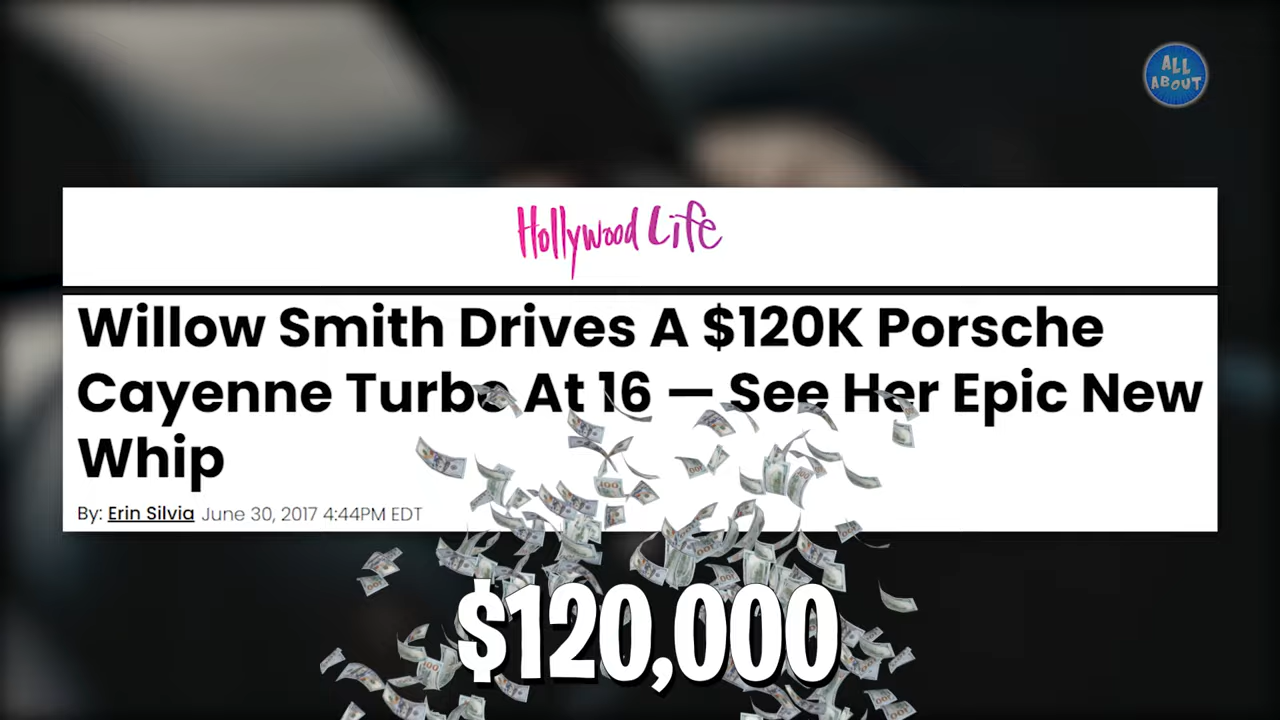 ALL
ABOUT
Hollywood Life
Willow Smith Drives A $120K Porsche
Cayenne Turbo At 16 — See Her Epic New
Whip
By: Erin Silvia June 30, 2017 4:44PM EDT
$120,000